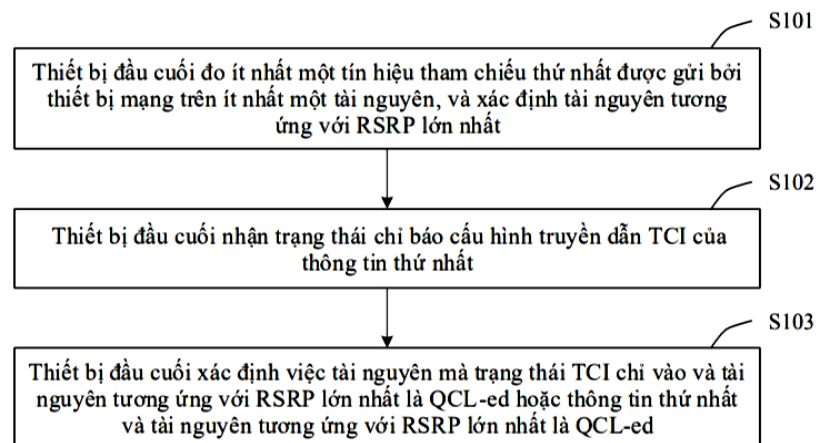 S101
Thiết bị đầu cuối đo ít nhất một tín hiệu tham chiếu thứ nhất được gửi bởi
thiết bị mạng trên ít nhất một tài nguyên, và xác định tài nguyên tương
ứng với RSRP lớn nhất
S102
Thiết bị đầu cuối nhận trạng thái chỉ báo cấu hình truyền dẫn TCI của
thông tin thứ nhất
S103
Thiết bị đầu cuối xác định việc tài nguyên mà trạng thái TCI chỉ vào và tài
nguyên tương ứng với RSRP lớn nhất là QCL-ed hoặc thông tin thứ nhất
và tài nguyên tương ứng với RSRP lớn nhất là QCL-ed